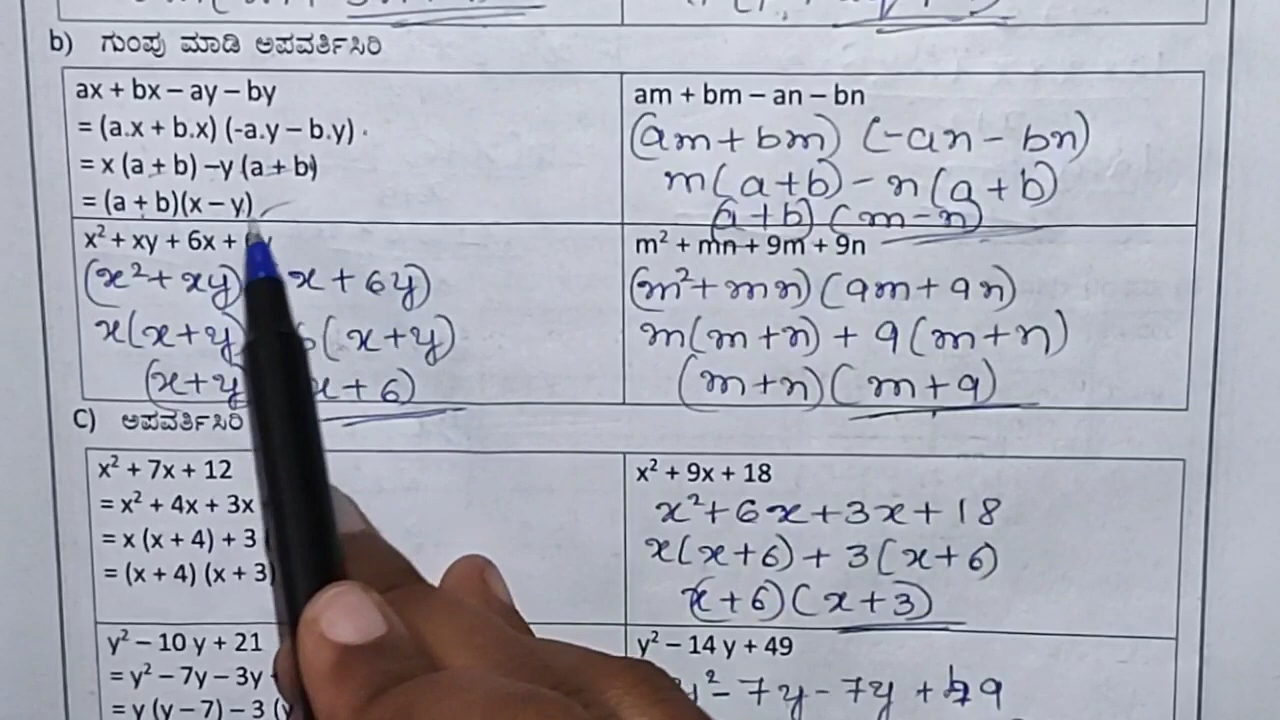 b) ಗುಂಪು ಮಾಡಿ ಅಪವರ್ತಿಸಿರಿ
ax + bx – ay – by
= (a.x + b.x) (-a.y – b.y)
= x (a + b) –y (a + b)
= (a + b)(x – y)
am + bm – an – bn
(am + bm) (-an - bn)
m(a+b) - n(a+b)
(a+b) (m-n)
x² + xy + 6x +
(x²+xy) x + 6y)
x(x+y 6(x+y)
(x+y x + 6)
m² + mn + 9m + 9n
(m²+mn)(9m+9n)
m(m+n) + 9(m+n)
(m+n)(m+9)
C) ಅಪವರ್ತಿಸಿರಿ
x² + 7x + 12
= x² + 4x + 3x
= x (x + 4) + 3
= (x + 4) (x + 3)
x² + 9x + 18
x²+6x+3x+18
x(x+6) + 3(x+6)
(x+6)(x+3)
y² – 10 y + 21
= y² – 7y – 3y
= y (y – 7) – 3 (y
y² – 14 y + 49
y²-7y-7y + 49